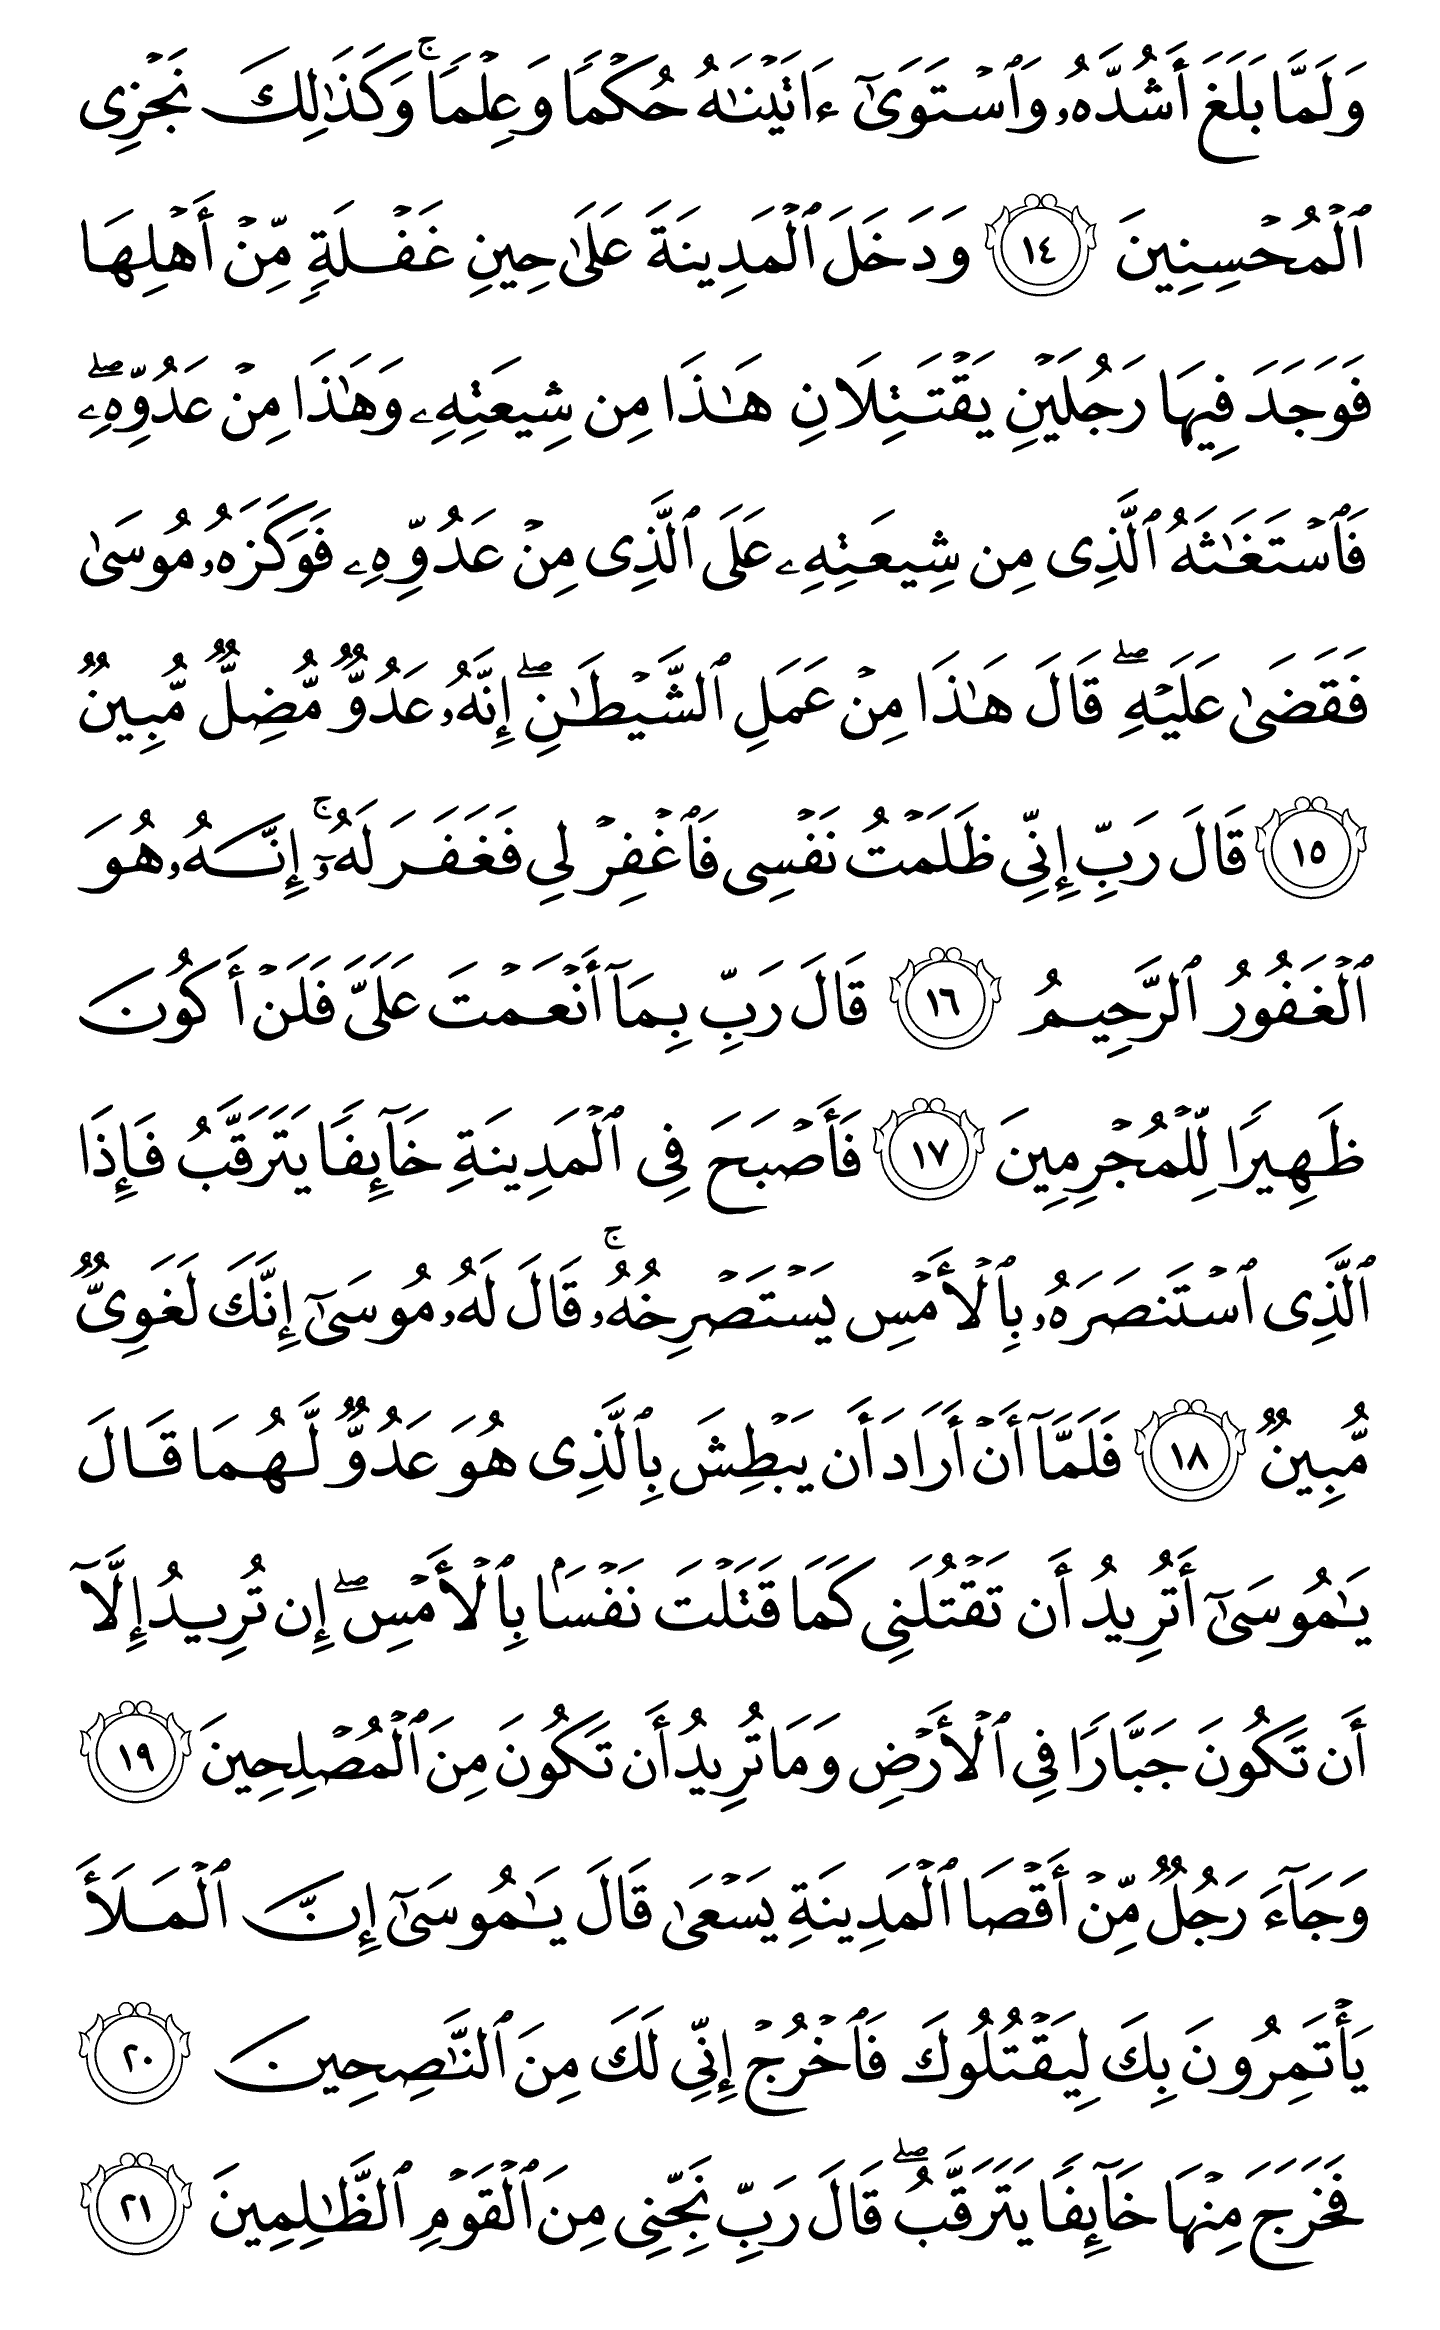 وَلَمَّا بَلَغَ أَشُدَّهُۥ وَٱسْتَوَىٰٓ ءَاتَيْنَٰهُ حُكْمًا وَعِلْمًا ۚ وَكَذَٰلِكَ نَجْزِى
ٱلْمُحْسِنِينَ ١٤ وَدَخَلَ ٱلْمَدِينَةَ عَلَىٰ حِينِ غَفْلَةٍ مِّنْ أَهْلِهَا
فَوَجَدَ فِيهَا رَجُلَيْنِ يَقْتَتِلَانِ هَٰذَا مِن شِيعَتِهِۦ وَهَٰذَا مِنْ عَدُوِّهِۦ ۖ
فَٱسْتَغَٰثَهُ ٱلَّذِى مِن شِيعَتِهِۦ عَلَى ٱلَّذِى مِنْ عَدُوِّهِۦ فَوَكَزَهُۥ مُوسَىٰ
فَقَضَىٰ عَلَيْهِ ۖ قَالَ هَٰذَا مِنْ عَمَلِ ٱلشَّيْطَٰنِ ۖ إِنَّهُۥ عَدُوٌّ مُّضِلٌّ مُّبِينٌ
١٥ قَالَ رَبِّ إِنِّى ظَلَمْتُ نَفْسِى فَٱغْفِرْ لِى فَغَفَرَ لَهُۥٓ ۚ إِنَّهُۥ هُوَ
ٱلْغَفُورُ ٱلرَّحِيمُ ١٦ قَالَ رَبِّ بِمَآ أَنْعَمْتَ عَلَىَّ فَلَنْ أَكُونَ
ظَهِيرًا لِّلْمُجْرِمِينَ ١٧ فَأَصْبَحَ فِى ٱلْمَدِينَةِ خَآئِفًا يَتَرَقَّبُ فَإِذَا
ٱلَّذِى ٱسْتَنصَرَهُۥ بِٱلْأَمْسِ يَسْتَصْرِخُهُۥ ۚ قَالَ لَهُۥ مُوسَىٰٓ إِنَّكَ لَغَوِىٌّ
مُّبِينٌ ١٨ فَلَمَّآ أَنْ أَرَادَ أَن يَبْطِشَ بِٱلَّذِى هُوَ عَدُوٌّ لَّهُمَا قَالَ
يَٰمُوسَىٰٓ أَتُرِيدُ أَن تَقْتُلَنِى كَمَا قَتَلْتَ نَفْسًۢا بِٱلْأَمْسِ ۖ إِن تُرِيدُ إِلَّآ
أَن تَكُونَ جَبَّارًا فِى ٱلْأَرْضِ وَمَا تُرِيدُ أَن تَكُونَ مِنَ ٱلْمُصْلِحِينَ ١٩
وَجَآءَ رَجُلٌ مِّنْ أَقْصَا ٱلْمَدِينَةِ يَسْعَىٰ قَالَ يَٰمُوسَىٰٓ إِنَّ ٱلْمَلَأَ
يَأْتَمِرُونَ بِكَ لِيَقْتُلُوكَ فَٱخْرُجْ إِنِّى لَكَ مِنَ ٱلنَّٰصِحِينَ ٢٠
فَخَرَجَ مِنْهَا خَآئِفًا يَتَرَقَّبُ ۖ قَالَ رَبِّ نَجِّنِى مِنَ ٱلْقَوْمِ ٱلظَّٰلِمِينَ ٢١